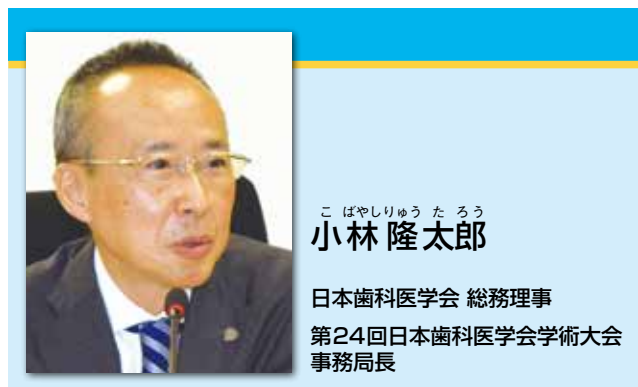 こばやしりゅうたろう
小林隆太郎
日本歯科医学会 総務理事
第24回日本歯科医学会学術大会
事務局長